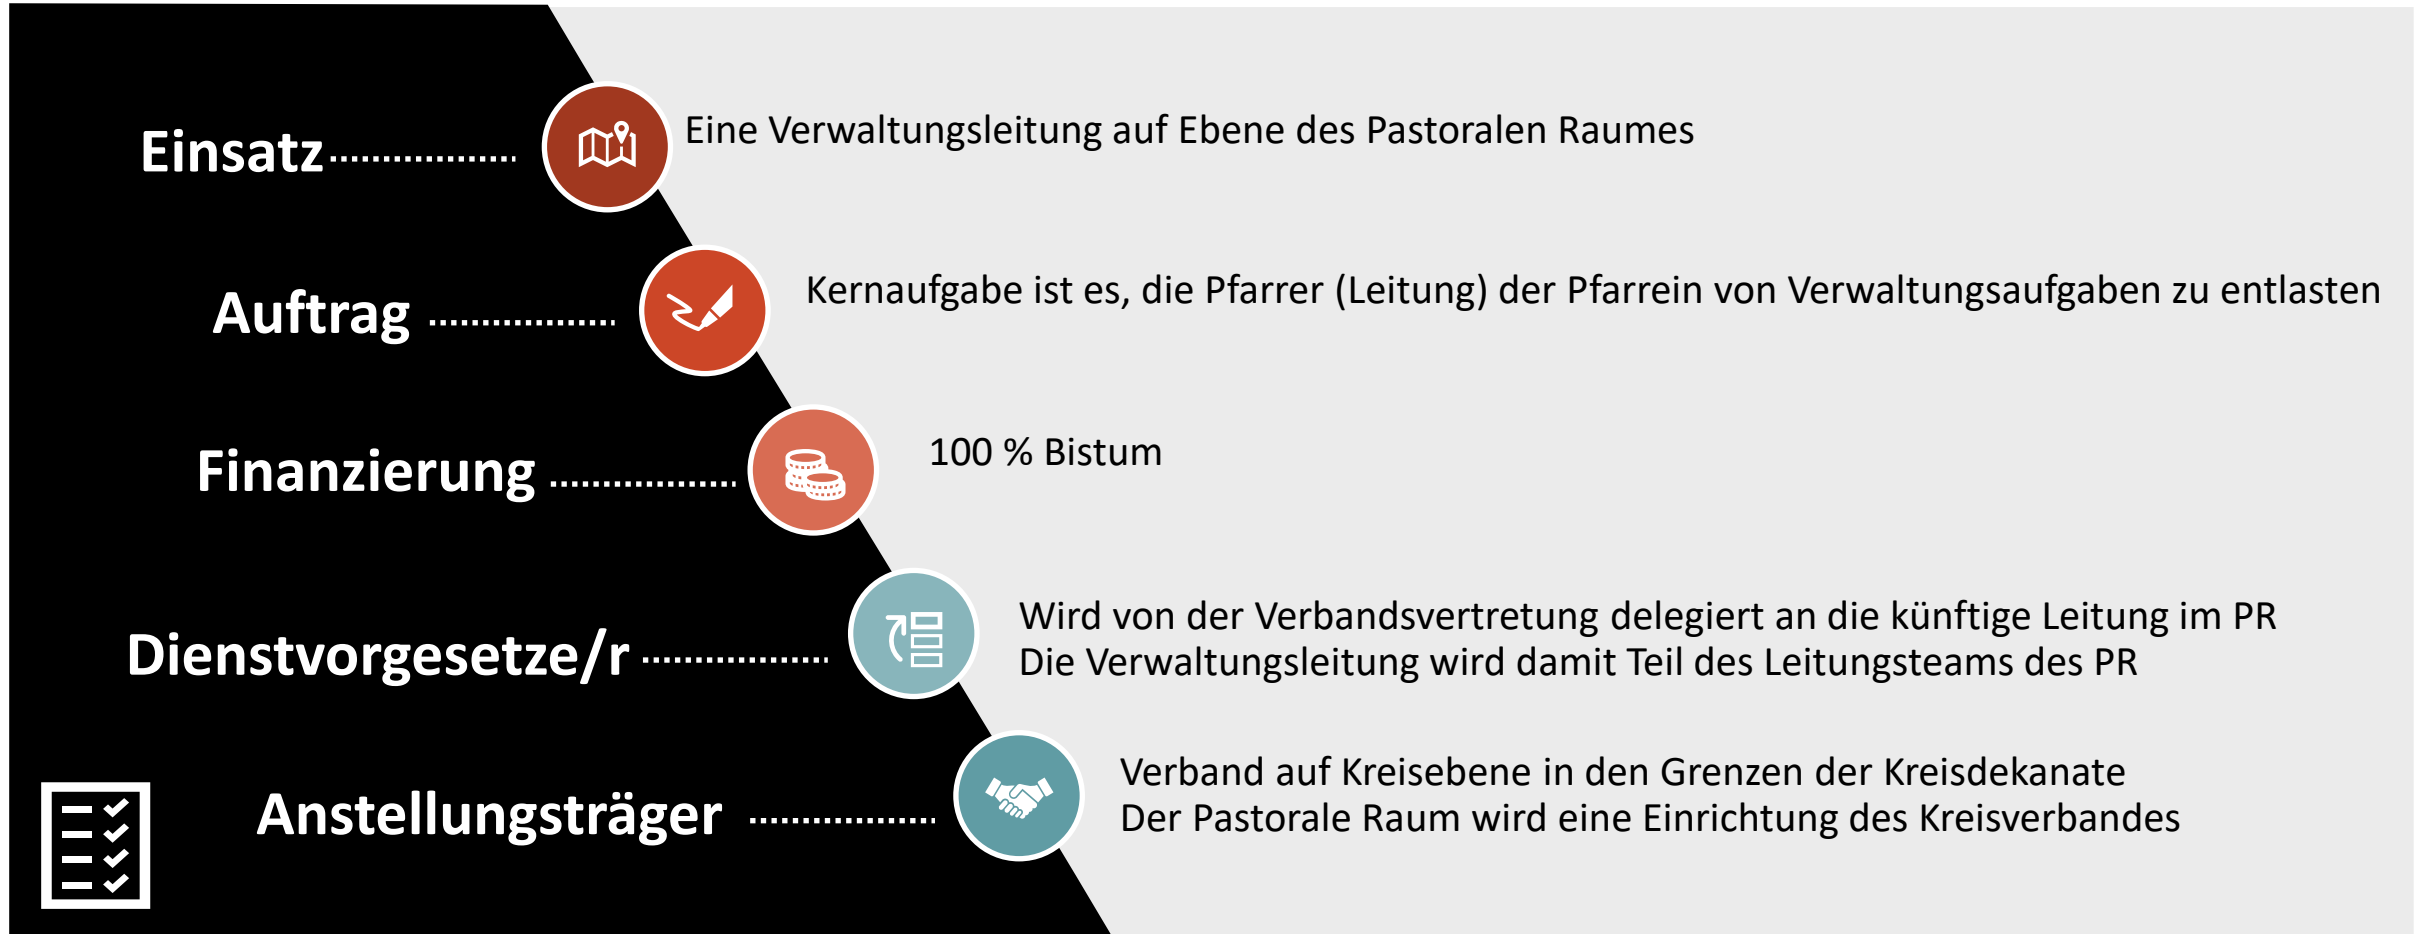 Einsatz
Eine Verwaltungsleitung auf Ebene des Pastoralen Raumes
Auftrag
Kernaufgabe ist es, die Pfarrer (Leitung) der Pfarrein von Verwaltungsaufgaben zu entlasten
Finanzierung
100 % Bistum
Dienstvorgesetze/r
Wird von der Verbandsvertretung delegiert an die künftige Leitung im PR
Die Verwaltungsleitung wird damit Teil des Leitungsteams des PR
Anstellungsträger
Verband auf Kreisebene in den Grenzen der Kreisdekanate
Der Pastorale Raum wird eine Einrichtung des Kreisverbandes